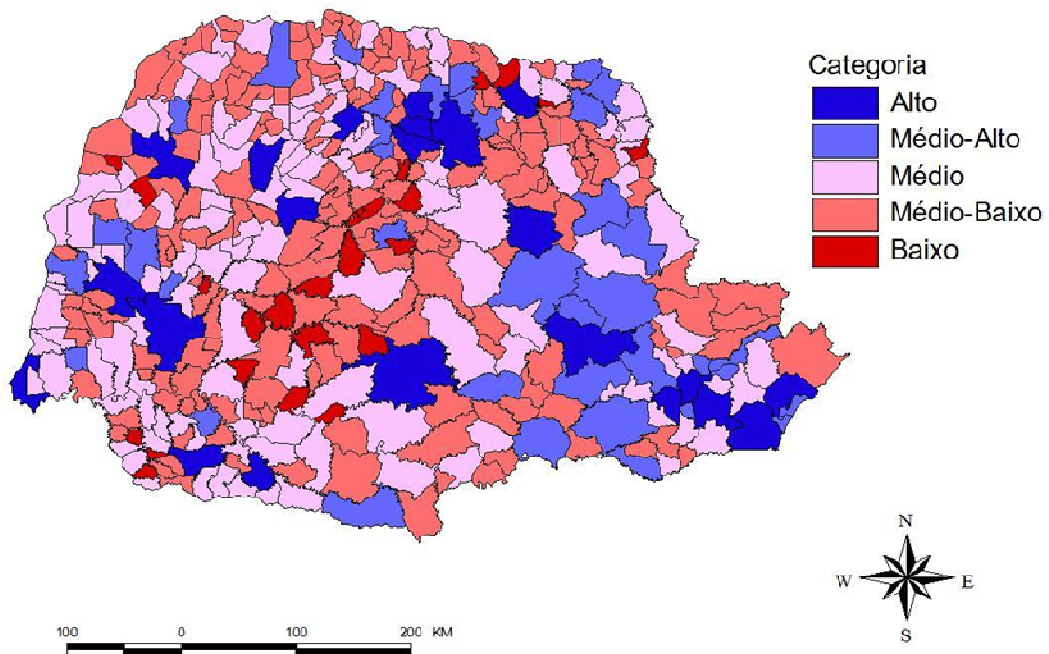 Categoria
Alto
Médio-Alto
Médio
Médio-Baixo
Baixo
N
W E
S
100 0 100 200 KM